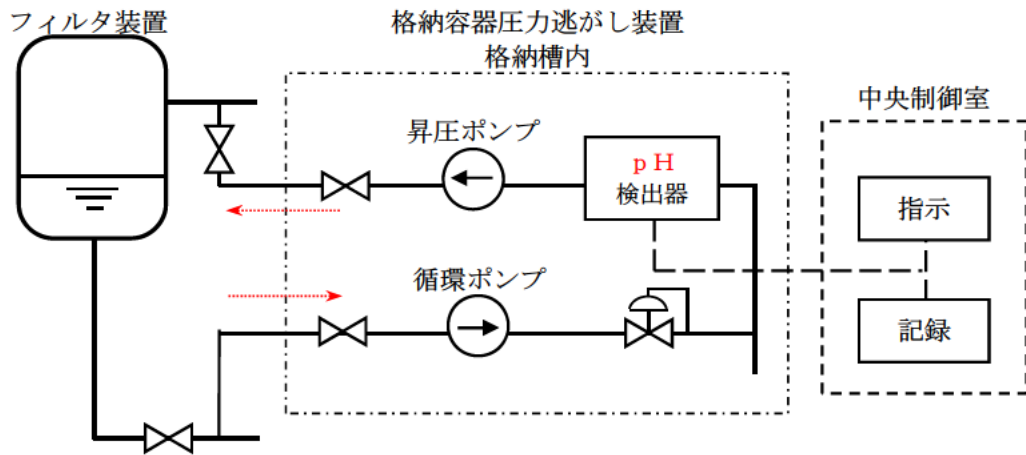 フィルタ装置
格納容器圧力逃がし装置
格納槽内
中央制御室
昇圧ポンプ
pH
検出器
指示
循環ポンプ
記録